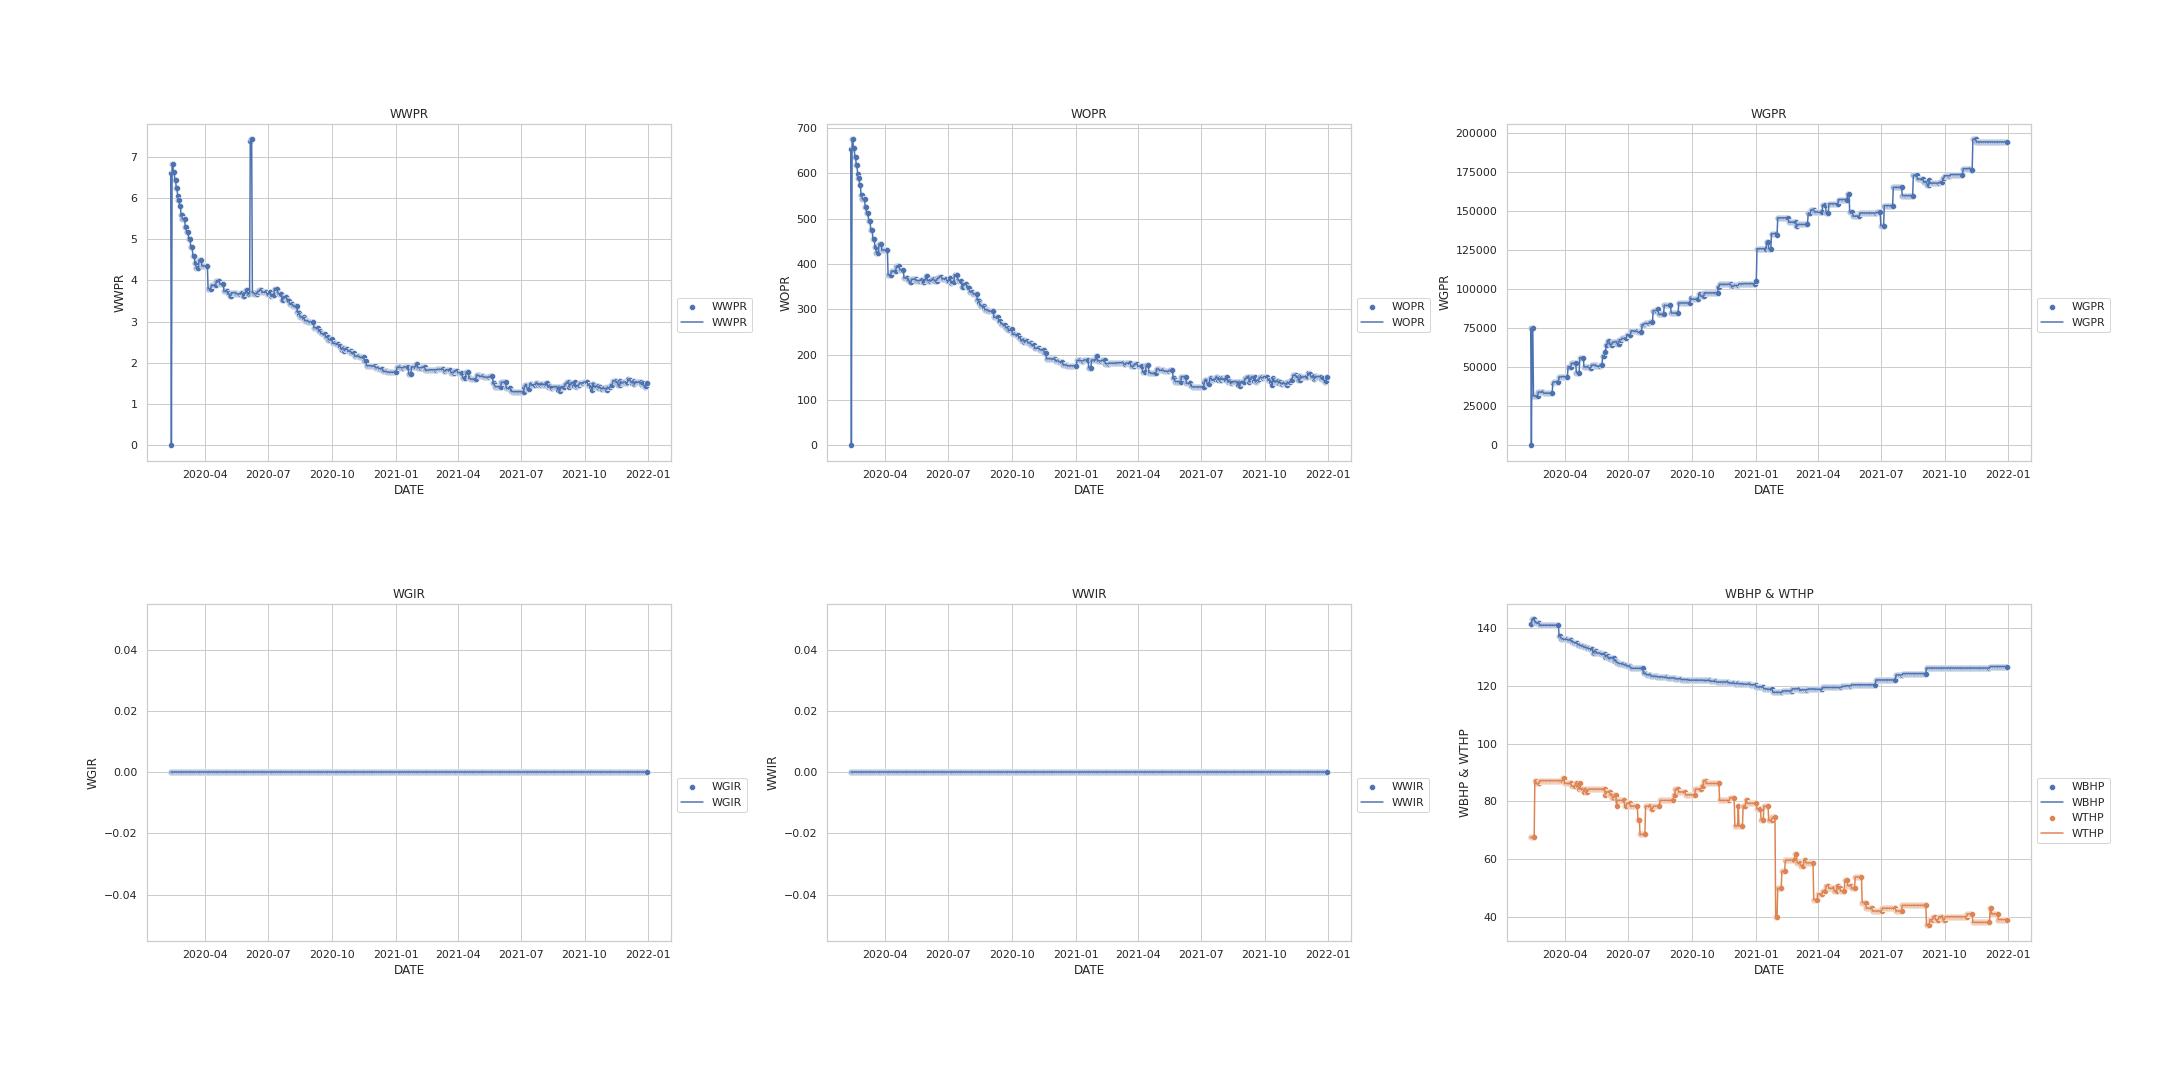 WWPR
7
6
5
4
3
2
1
0
WWPR
2020-04 2020-07 2020-10 2021-01 2021-04 2021-07 2021-10 2022-01
DATE
WWPR
WWPR
WOPR
700
600
500
400
300
200
100
0
WOPR
2020-04 2020-07 2020-10 2021-01 2021-04 2021-07 2021-10 2022-01
DATE
WOPR
WOPR
WGPR
200000
175000
150000
125000
100000
75000
50000
25000
0
WGPR
2020-04 2020-07 2020-10 2021-01 2021-04 2021-07 2021-10 2022-01
DATE
WGPR
WGPR
WGIR
0.04
0.02
0.00
−0.02
−0.04
WGIR
2020-04 2020-07 2020-10 2021-01 2021-04 2021-07 2021-10 2022-01
DATE
WGIR
WGIR
WWIR
0.04
0.02
0.00
−0.02
−0.04
WWIR
2020-04 2020-07 2020-10 2021-01 2021-04 2021-07 2021-10 2022-01
DATE
WWIR
WWIR
WBHP & WTHP
140
120
100
80
60
40
WBHP & WTHP
2020-04 2020-07 2020-10 2021-01 2021-04 2021-07 2021-10 2022-01
DATE
WBHP
WBHP
WTHP
WTHP